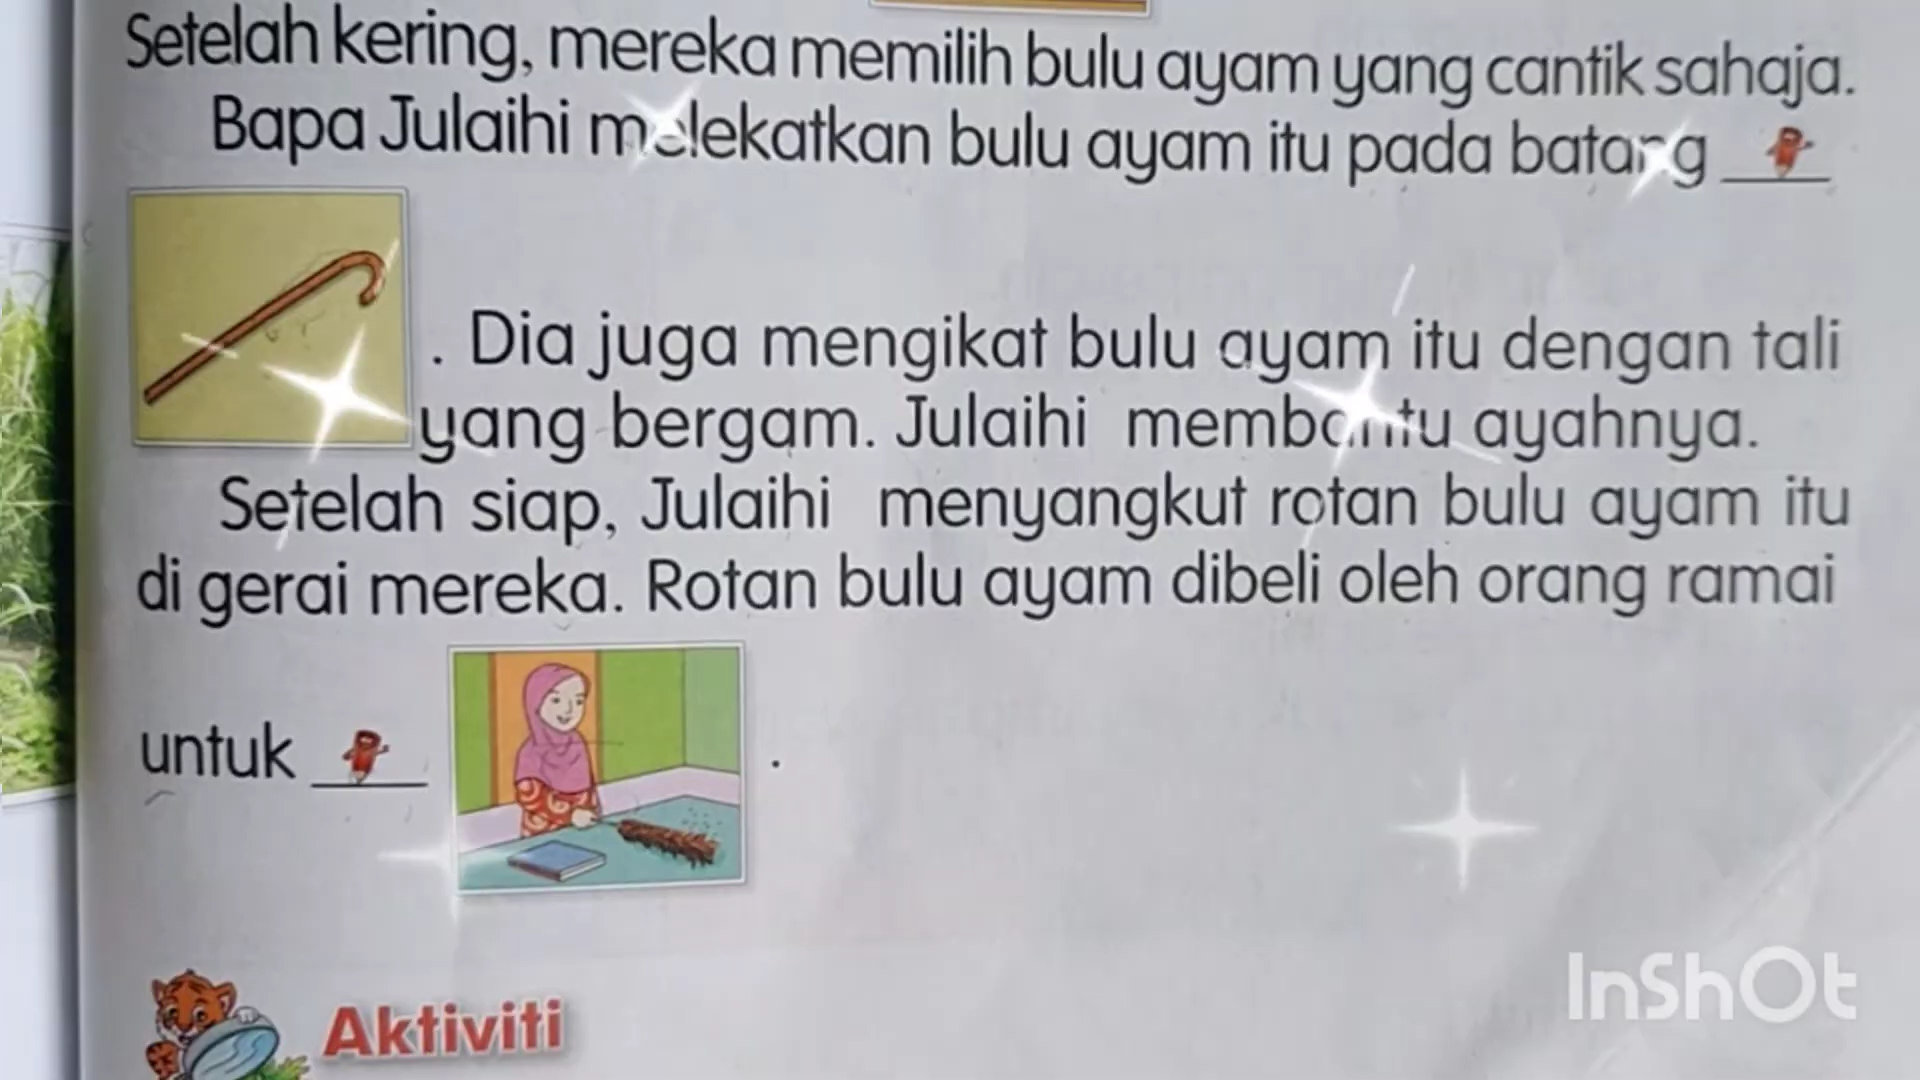 Setelah kering, mereka memilih bulu ayam yang cantik sahaja.
Bapa Julaihi melekatkan bulu ayam itu pada batang ____
. Dia juga mengikat bulu ayam itu dengan tali
yang bergam. Julaihi membantu ayahnya.
Setelah siap, Julaihi menyangkut rotan bulu ayam itu
di gerai mereka. Rotan bulu ayam dibeli oleh orang ramai
untuk ____ .
Aktiviti
InShOt